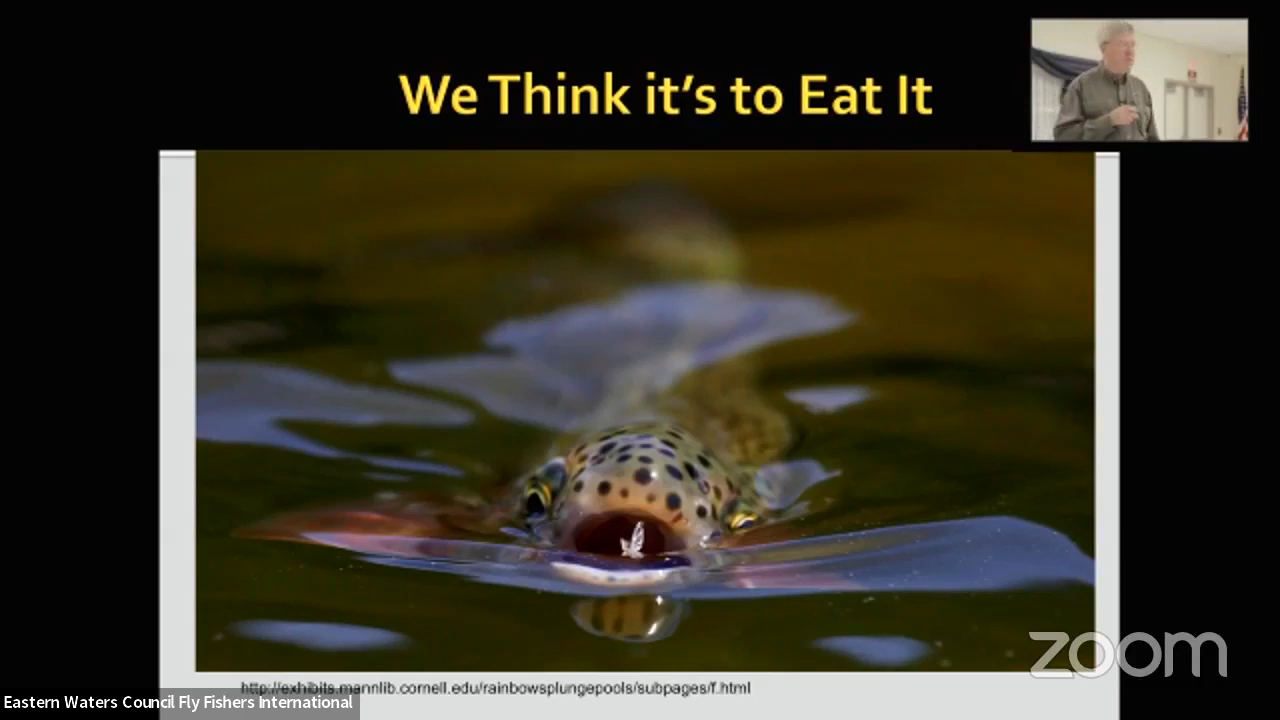 We Think it's to Eat It
http://exhibits.mannlib.cornell.edu/rainbowsplungepools/subpages/f.html
zoom
Eastern Waters Council Fly Fishers International